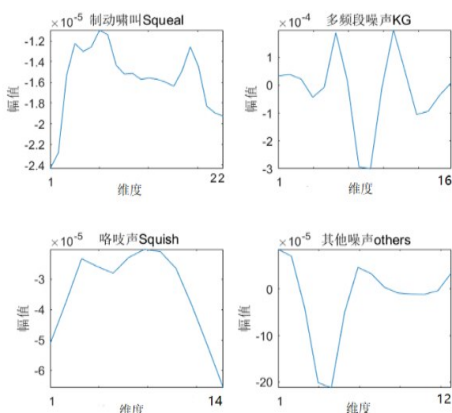 制动啸叫Squeal
×10⁻⁵
-1.2
-1.4
-1.6
-1.8
-2
-2.2
-2.4
幅值
1
22
维度
多频段噪声KG
×10⁻⁴
1
0
-1
-2
-3
幅值
1
16
维度
咯吱声Squish
×10⁻⁵
-3
-4
-5
-6
幅值
1
14
维度
其他噪声others
×10⁻⁵
0
-10
-20
幅值
1
12
维度